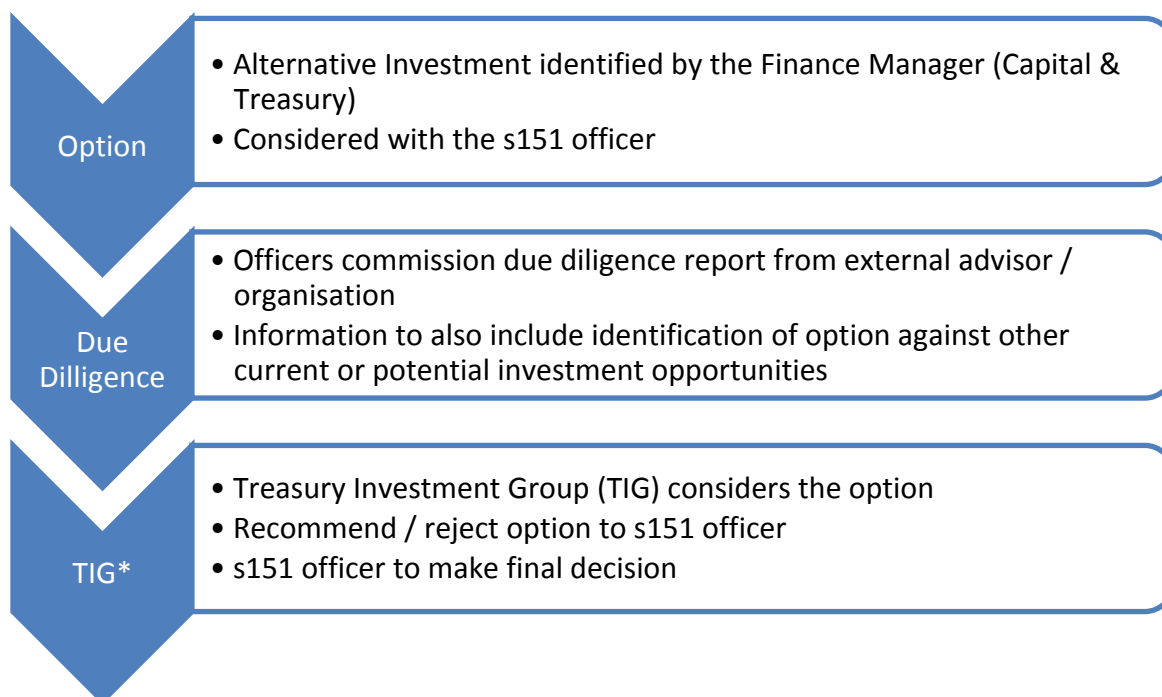 Option
• Alternative Investment identified by the Finance Manager (Capital &
Treasury)
• Considered with the s151 officer
Due
Dilligence
• Officers commission due diligence report from external advisor /
organisation
• Information to also include identification of option against other
current or potential investment opportunities
TIG*
• Treasury Investment Group (TIG) considers the option
• Recommend / reject option to s151 officer
• s151 officer to make final decision